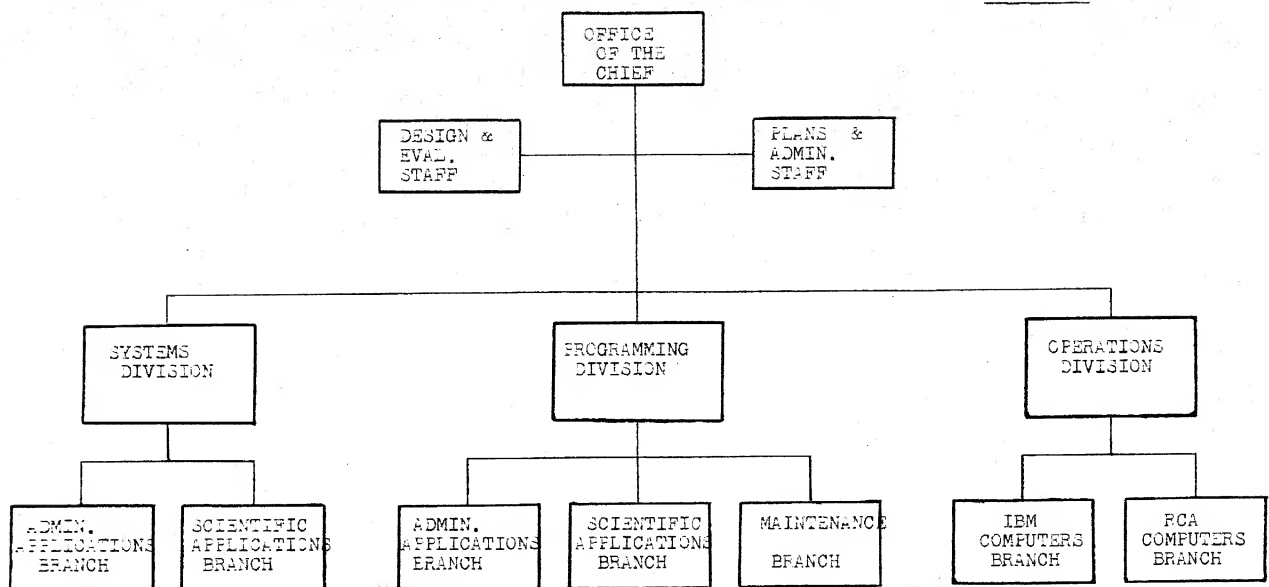 OFFICE
OF THE
CHIEF
DESIGN &
EVAL.
STAFF
PLANS &
ADMIN.
STAFF
SYSTEMS
DIVISION
PROGRAMMING
DIVISION
OPERATIONS
DIVISION
ADMIN.
APPLICATIONS
BRANCH
SCIENTIFIC
APPLICATIONS
BRANCH
ADMIN.
APPLICATIONS
BRANCH
SCIENTIFIC
APPLICATIONS
BRANCH
MAINTENANCE
BRANCH
IBM
COMPUTERS
BRANCH
RCA
COMPUTERS
BRANCH